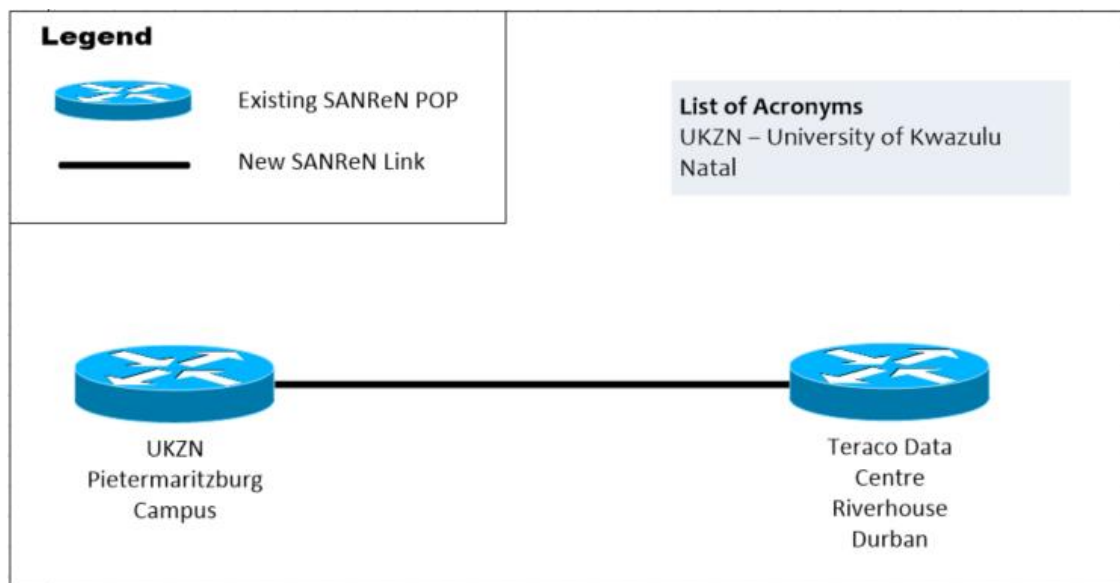 Legend
Existing SANReN POP
New SANReN Link
List of Acronyms
UKZN – University of Kwazulu
Natal
UKZN
Pietermaritzburg
Campus
Teraco Data
Centre
Riverhouse
Durban